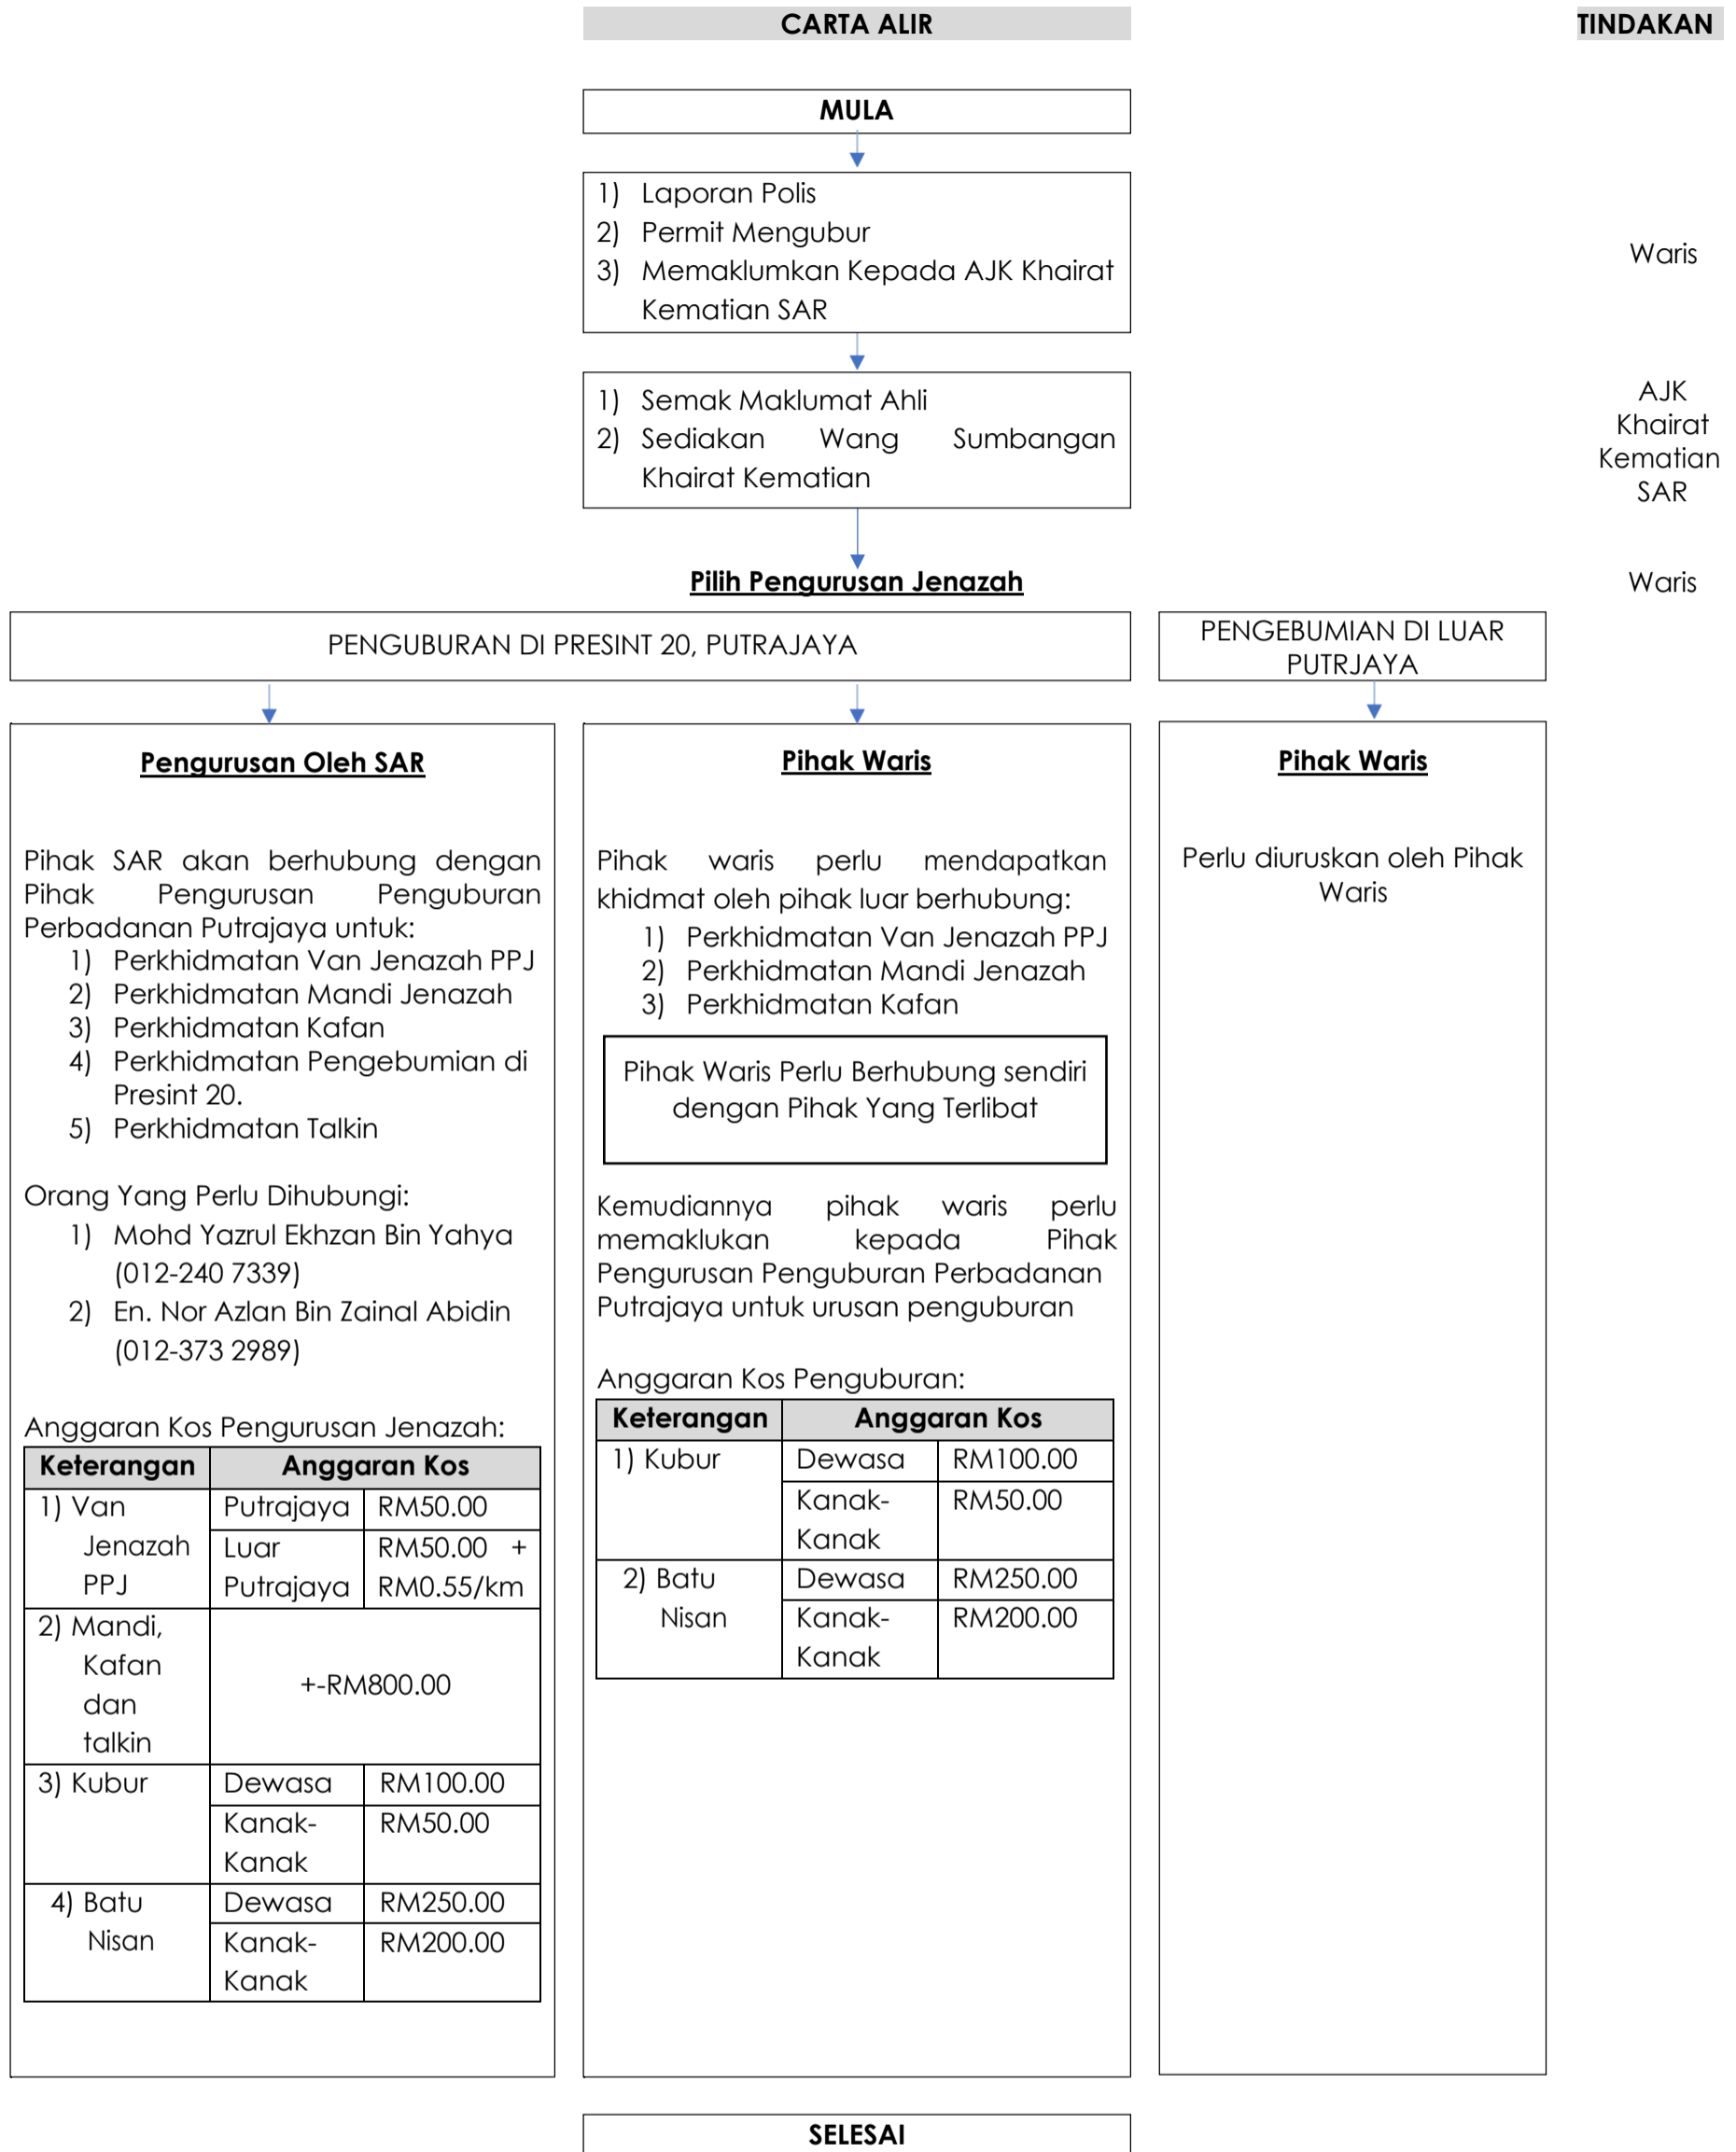 CARTA ALIR
TINDAKAN
MULA
1) Laporan Polis
2) Permit Mengubur
3) Memaklumkan Kepada AJK Khairat
Kematian SAR
Waris
1) Semak Maklumat Ahli
2) Sediakan Wang Sumbangan
Khairat Kematian
AJK
Khairat
Kematian
SAR
Pilih Pengurusan Jenazah
Waris
PENGUBURAN DI PRESINT 20, PUTRAJAYA
PENGEBUMIAN DI LUAR
PUTRJAYA
Pengurusan Oleh SAR
Pihak SAR akan berhubung dengan
Pihak Pengurusan Penguburan
Perbadanan Putrajaya untuk:
1) Perkhidmatan Van Jenazah PPJ
2) Perkhidmatan Mandi Jenazah
3) Perkhidmatan Kafan
4) Perkhidmatan Pengebumian di
Presint 20.
5) Perkhidmatan Talkin
Orang Yang Perlu Dihubungi:
1) Mohd Yazrul Ekhzan Bin Yahya
(012-240 7339)
2) En. Nor Azlan Bin Zainal Abidin
(012-373 2989)
Anggaran Kos Pengurusan Jenazah:
Keterangan Anggaran Kos
1) Van Putrajaya RM50.00
Jenazah Luar RM50.00 +
PPJ Putrajaya RM0.55/km
2) Mandi,
Kafan
dan
talkin
+-RM800.00
3) Kubur Dewasa RM100.00
Kanak- RM50.00
Kanak
4) Batu Dewasa RM250.00
Nisan Kanak- RM200.00
Kanak
Pihak Waris
Pihak waris perlu mendapatkan
khidmat oleh pihak luar berhubung:
1) Perkhidmatan Van Jenazah PPJ
2) Perkhidmatan Mandi Jenazah
3) Perkhidmatan Kafan
Pihak Waris Perlu Berhubung sendiri
dengan Pihak Yang Terlibat
Kemudiannya pihak waris perlu
memaklukan kepada Pihak
Pengurusan Penguburan Perbadanan
Putrajaya untuk urusan penguburan
Anggaran Kos Penguburan:
Keterangan Anggaran Kos
1) Kubur Dewasa RM100.00
Kanak- RM50.00
Kanak
2) Batu Dewasa RM250.00
Nisan Kanak- RM200.00
Kanak
Pihak Waris
Perlu diuruskan oleh Pihak
Waris
SELESAI